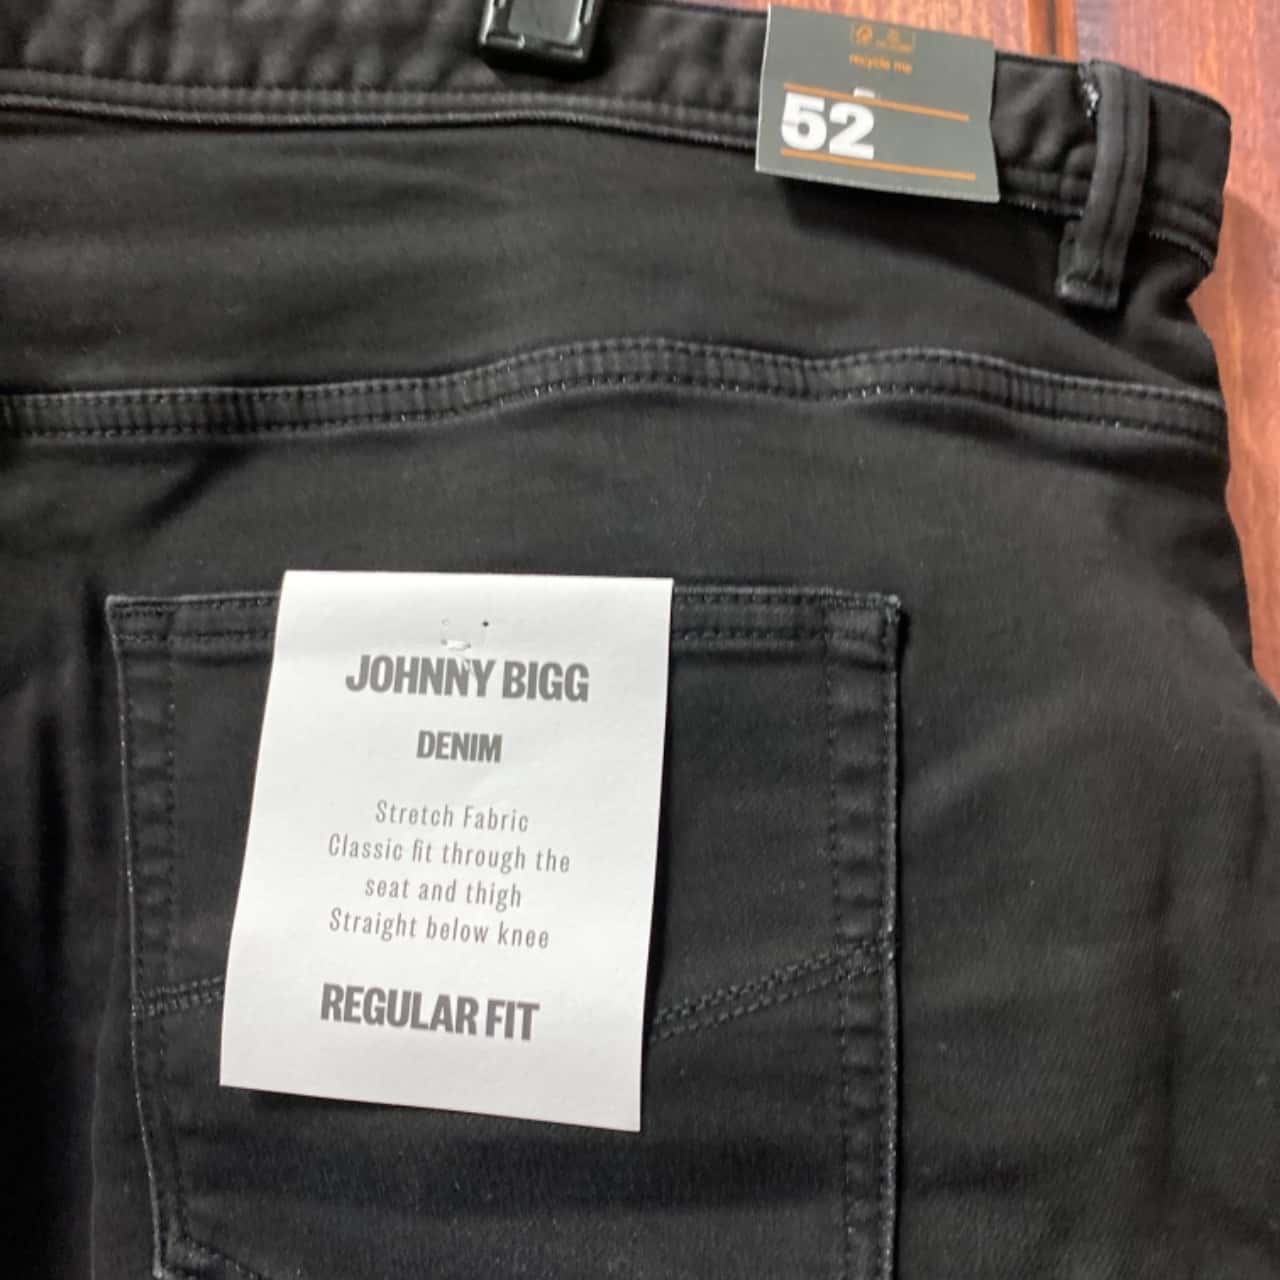 recycle me
52
JOHNNY BIGG
DENIM
Stretch Fabric
Classic fit through the
seat and thigh
Straight below knee
REGULAR FIT